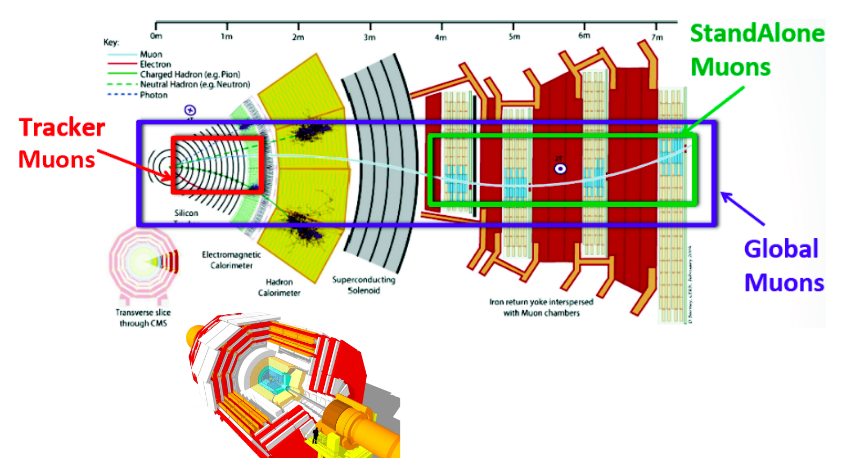 0m 1m 2m 3m 4m 5m 6m 7m
Key:
Muon
Electron
Charged Hadron (e.g. Pion)
Neutral Hadron (e.g. Neutron)
Photon
StandAlone
Muons
Tracker
Muons
Silicon
Electromagnetic
Calorimeter
Hadron
Calorimeter
Superconducting
Solenoid
Iron return yoke interspersed
with Muon chambers
Transverse slice
through CMS
Global
Muons